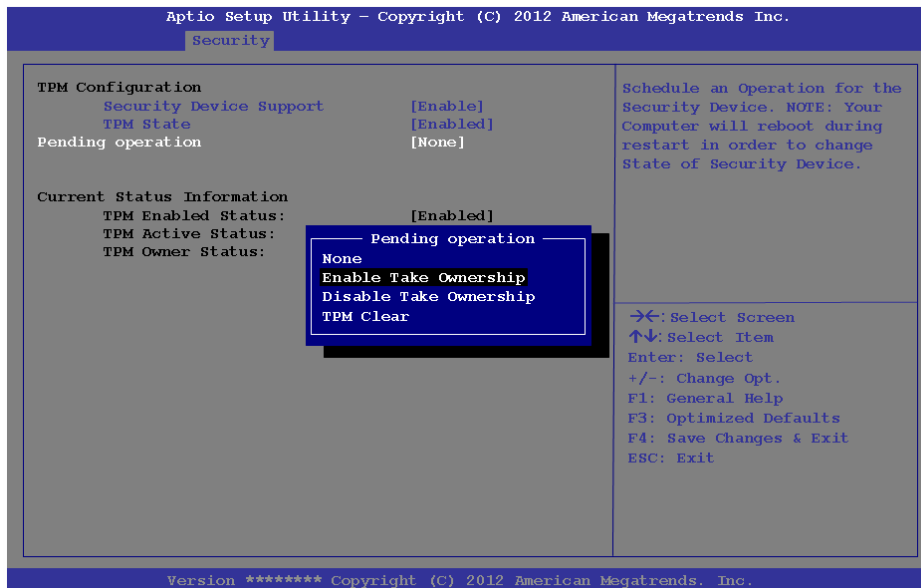 Aptio Setup Utility – Copyright (C) 2012 American Megatrends Inc.
Security
TPM Configuration
Security Device Support [Enable]
TPM State [Enabled]
Pending operation [None]
Current Status Information
TPM Enabled Status: [Enabled]
TPM Active Status:
TPM Owner Status:
Pending operation
None
Enable Take Ownership
Disable Take Ownership
TPM Clear
Schedule an Operation for the
Security Device. NOTE: Your
Computer will reboot during
restart in order to change
State of Security Device.
→←: Select Screen
↑↓: Select Item
Enter: Select
+/-: Change Opt.
F1: General Help
F3: Optimized Defaults
F4: Save Changes & Exit
ESC: Exit
Version ******** Copyright (C) 2012 American Megatrends. Inc.